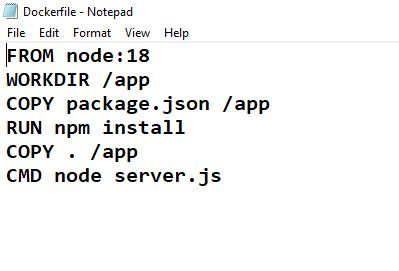 Dockerfile - Notepad
File Edit Format View Help
FROM node:18
WORKDIR /app
COPY package.json /app
RUN npm install
COPY . /app
CMD node server.js